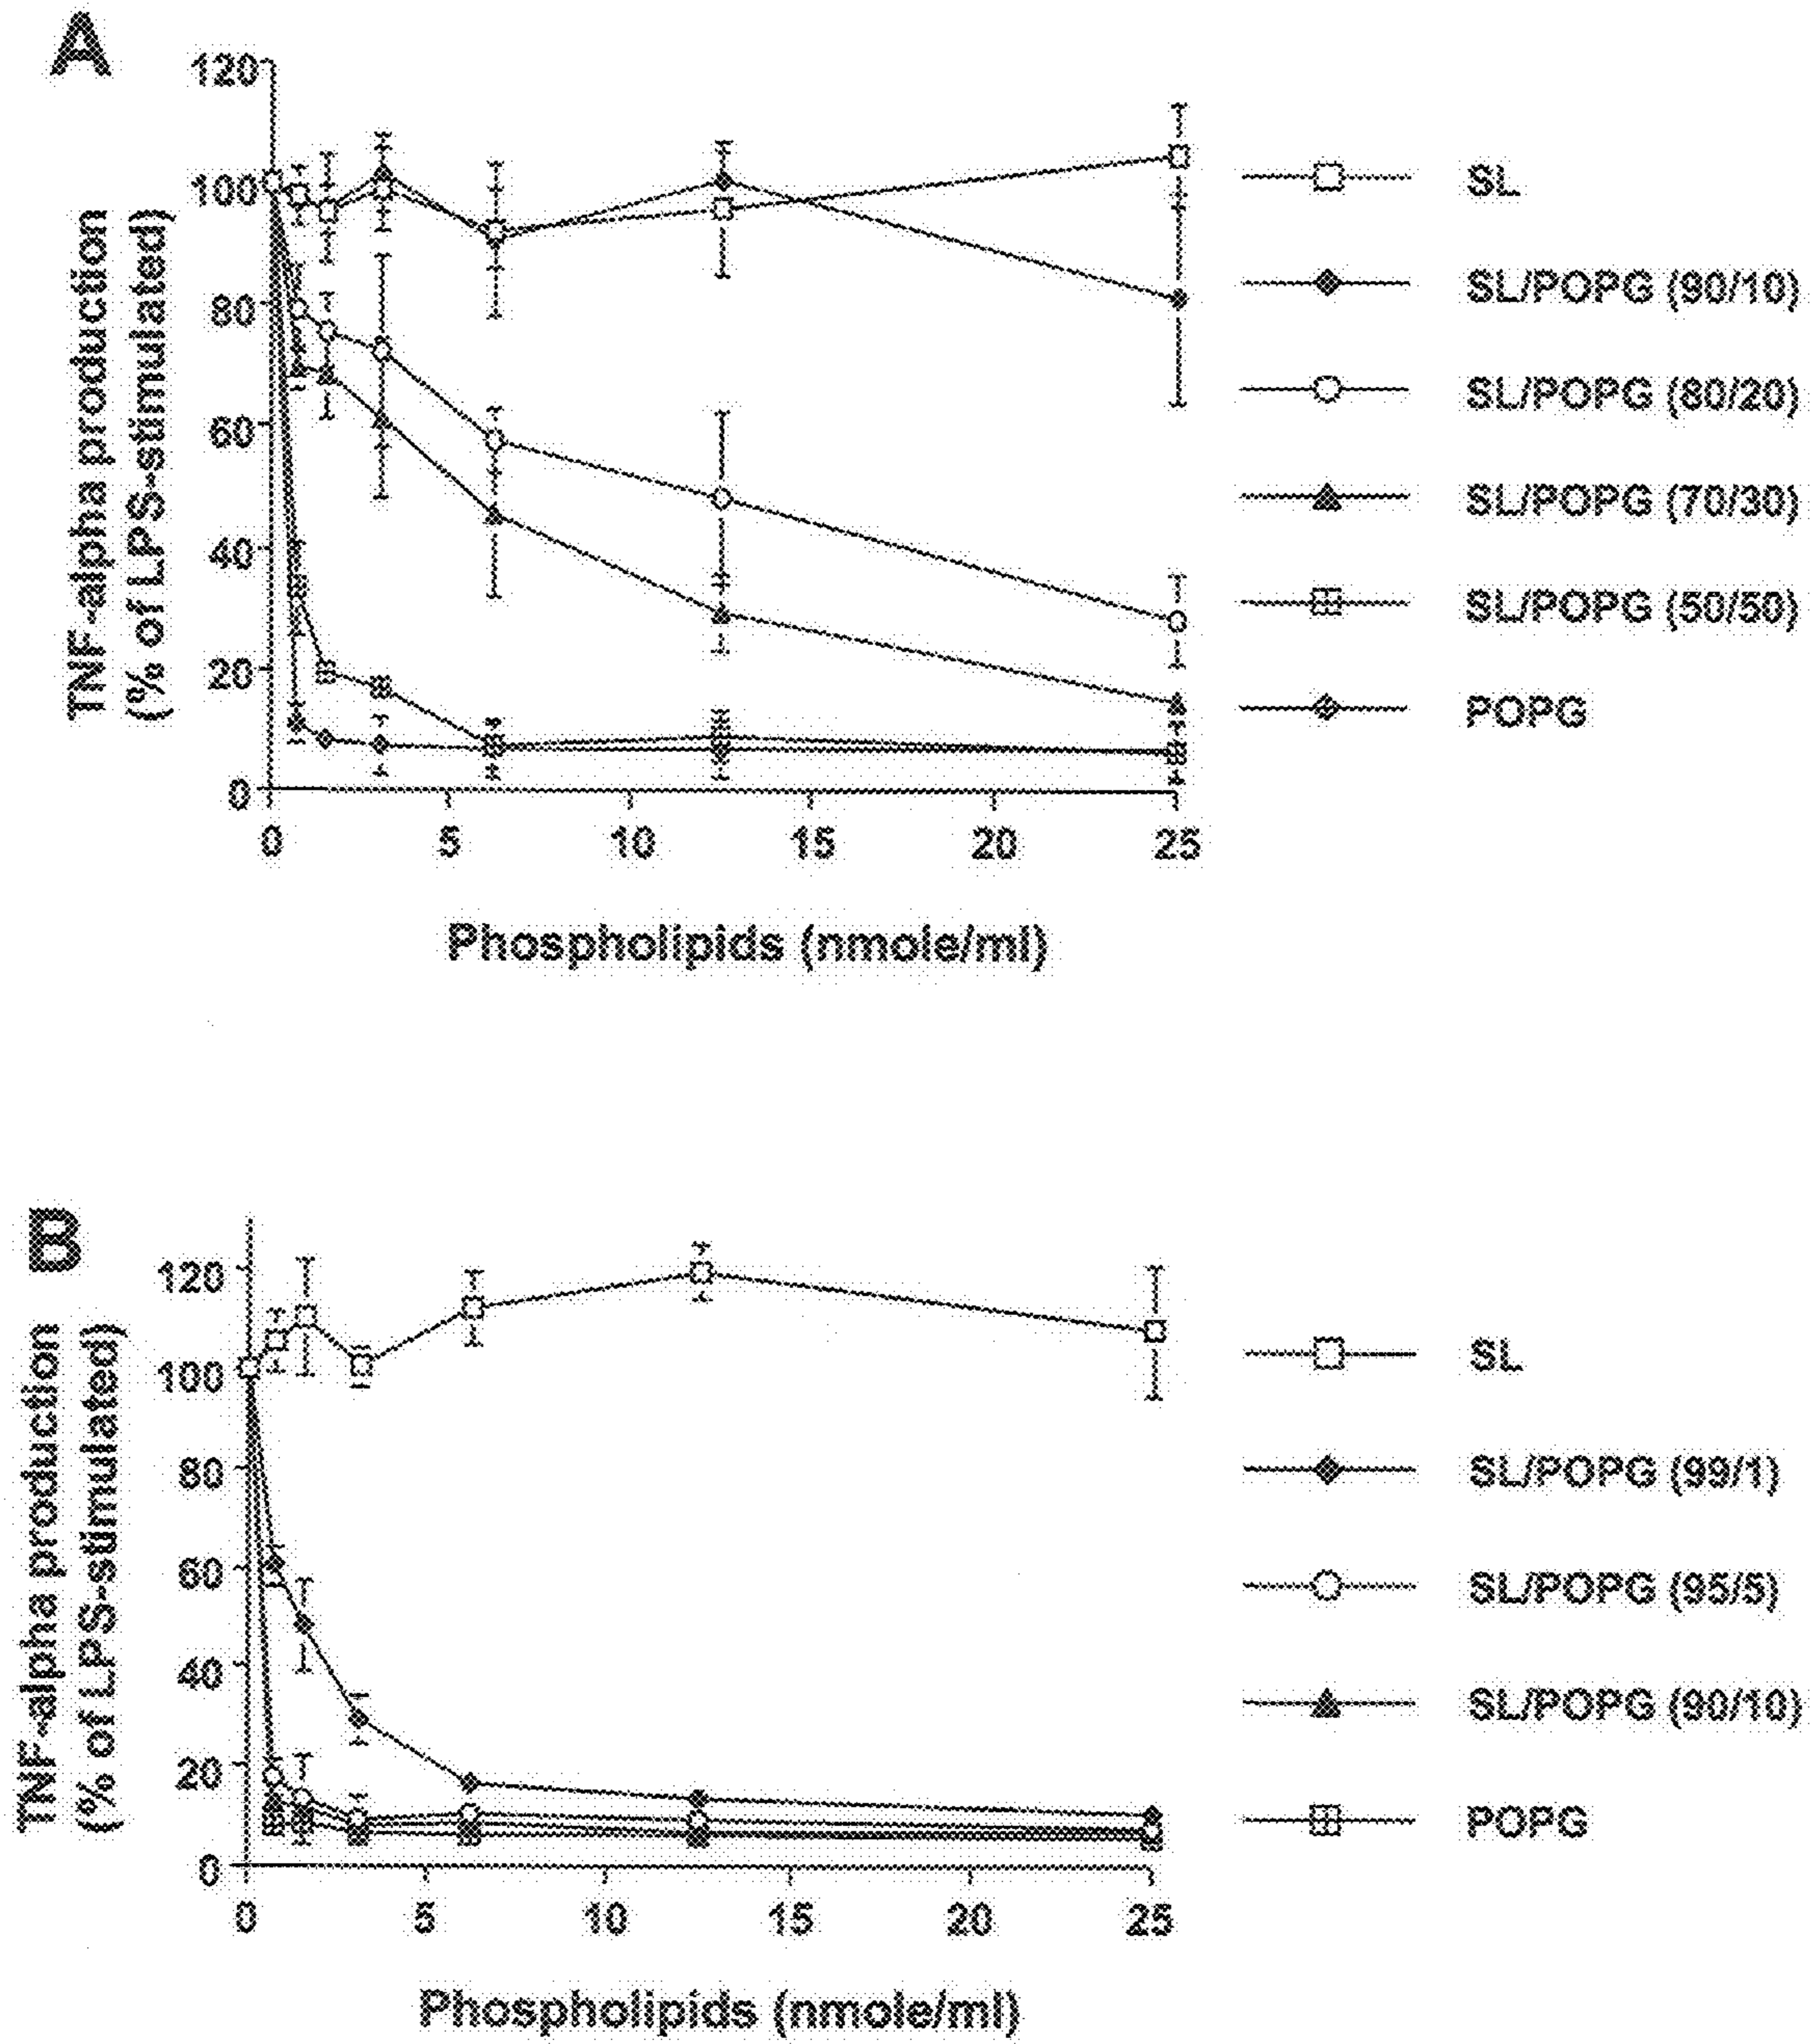 A
120
100
80
60
40
20
0
TNF-alpha production
(% of LPS-stimulated)
0 5 10 15 20 25
Phospholipids (nmole/ml)
SL
SL/POPG (90/10)
SL/POPG (80/20)
SL/POPG (70/30)
SL/POPG (50/50)
POPG
B
120
100
80
60
40
20
0
TNF-alpha production
(% of LPS-stimulated)
0 5 10 15 20 25
Phospholipids (nmole/ml)
SL
SL/POPG (99/1)
SL/POPG (95/5)
SL/POPG (90/10)
POPG